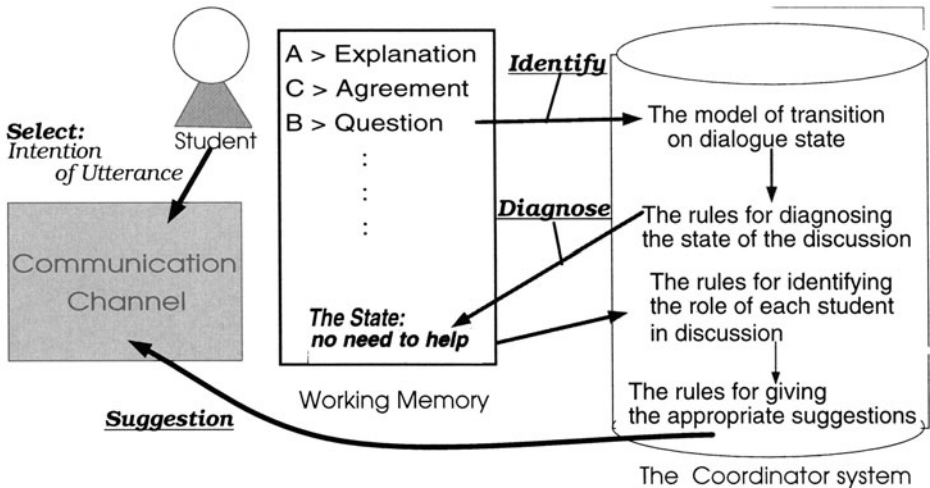 Student
Select:
Intention
of Utterance
Communication
Channel
Suggestion
A > Explanation
C > Agreement
B > Question
:
:
:
The State:
no need to help
Working Memory
Identify
Diagnose
The model of transition
on dialogue state
The rules for diagnosing
the state of the discussion
The rules for identifying
the role of each student
in discussion
The rules for giving
the appropriate suggestions
The Coordinator system